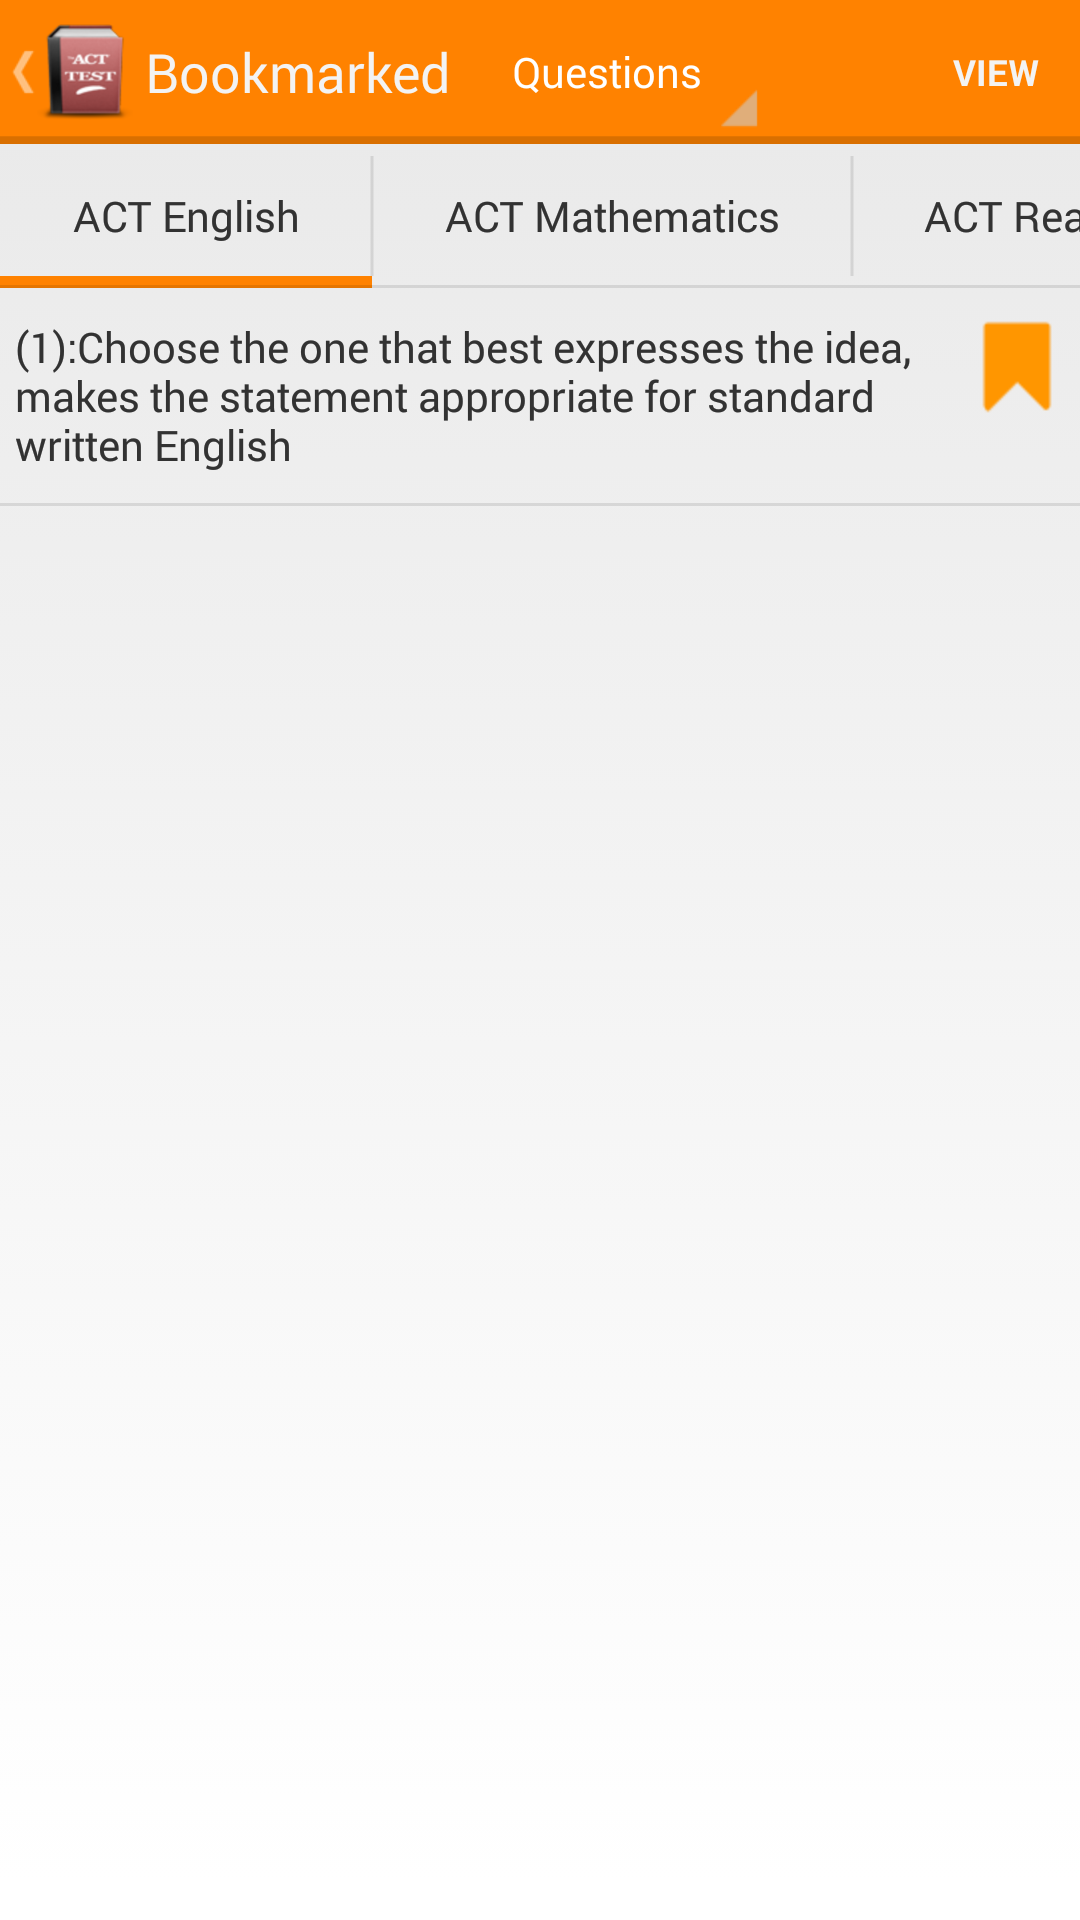 ACT
TEST
Bookmarked
Questions
VIEW
ACT English
ACT Mathematics
ACT Rea
(1):Choose the one that best expresses the idea,
makes the statement appropriate for standard
written English